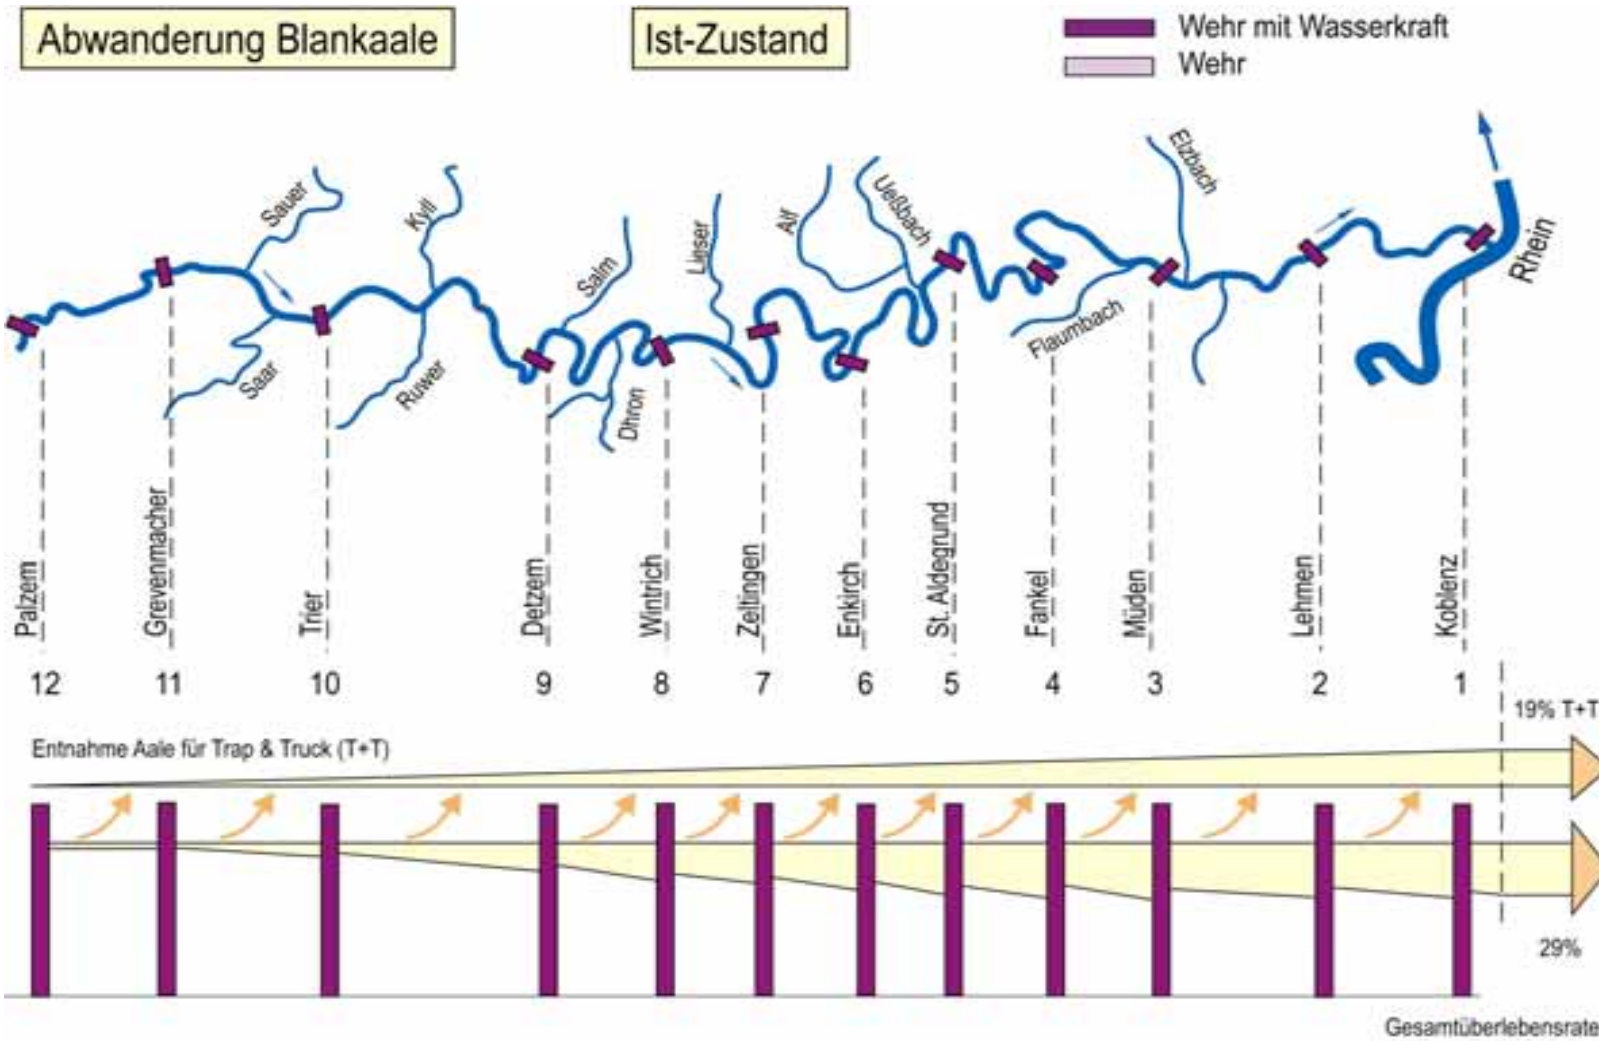 Abwanderung Blankaale
Ist-Zustand
Wehr mit Wasserkraft
Wehr
Sauer
Kyll
Salm
Lieser
Alf
Ueßbach
Elzbach
Rhein
Saar
Ruwer
Dhron
Flaumbach
Palzem
Grevenmacher
Trier
Detzem
Wintrich
Zeltingen
Enkirch
St. Aldegrund
Fankel
Müden
Lehmen
Koblenz
12 11 10 9 8 7 6 5 4 3 2 1
19% T+T
Entnahme Aale für Trap & Truck (T+T)
29%
Gesamtüberlebensrate